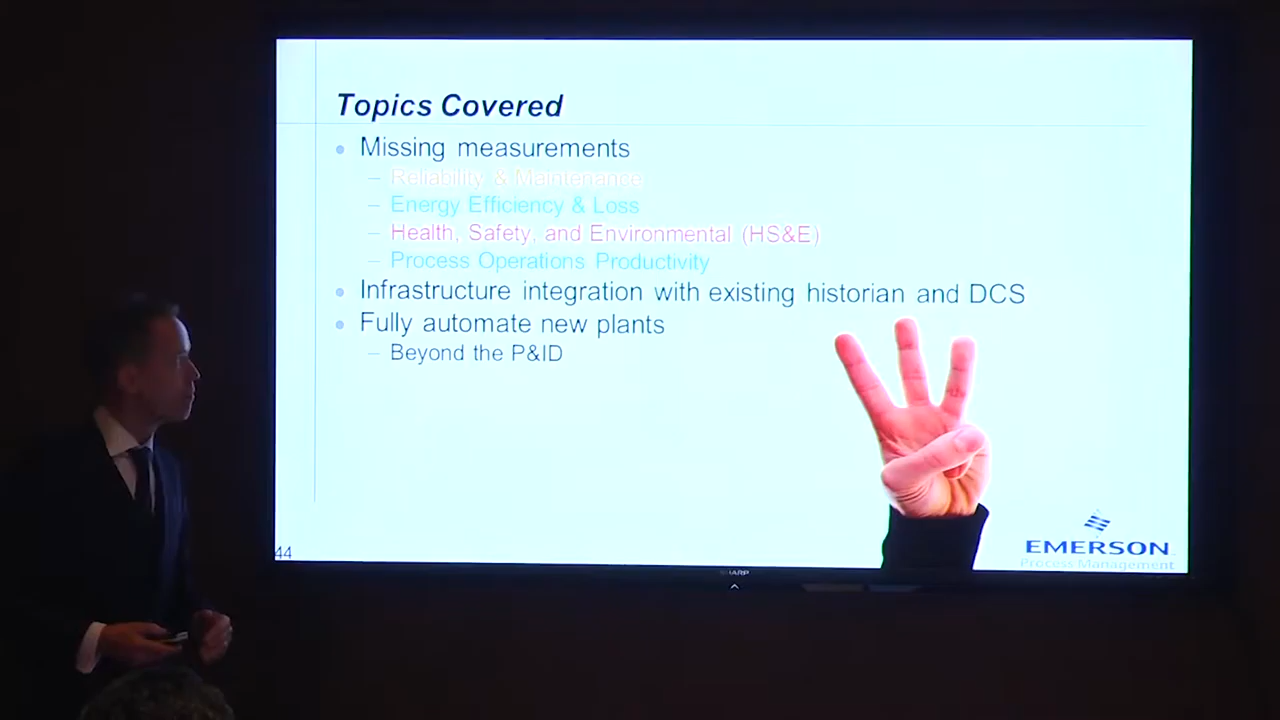 Topics Covered
Missing measurements
– Reliability & Maintenance
– Energy Efficiency & Loss
– Health, Safety, and Environmental (HS&E)
– Process Operations Productivity
Infrastructure integration with existing historian and DCS
Fully automate new plants
– Beyond the P&ID
44
EMERSON
Process Management
SHARP